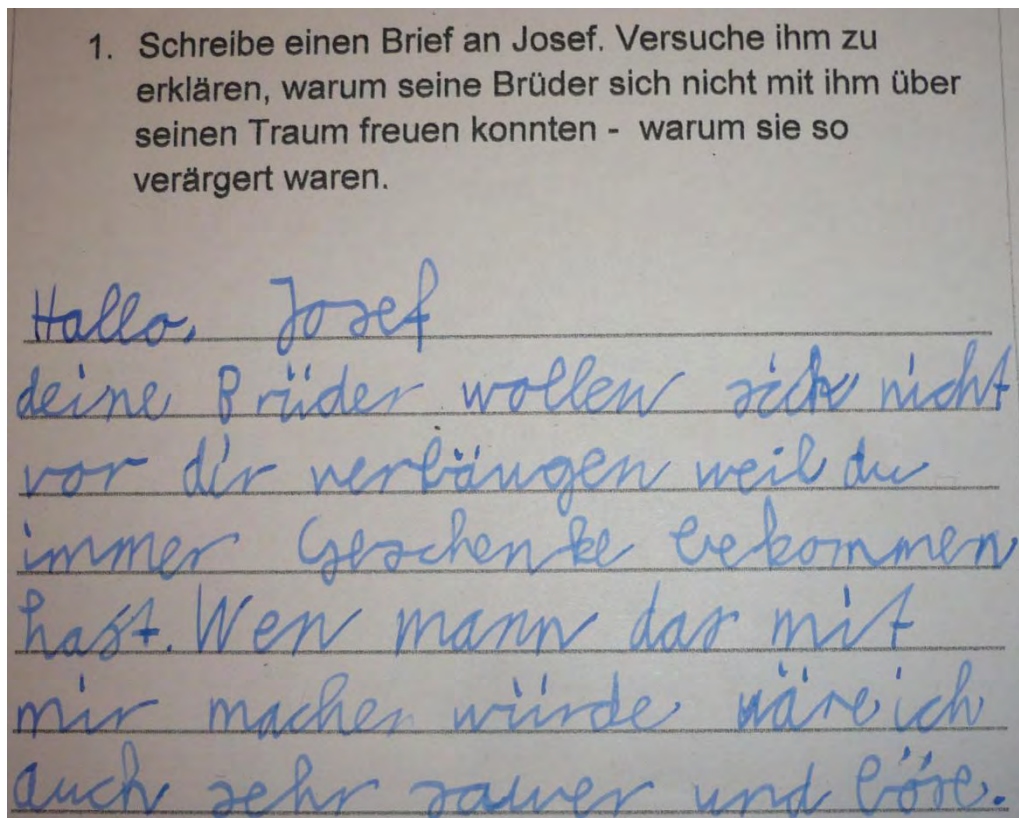 1. Schreibe einen Brief an Josef. Versuche ihm zu
erklären, warum seine Brüder sich nicht mit ihm über
seinen Traum freuen konnten - warum sie so
verärgert waren.
Hallo, Josef
deine Brüder wollen sich nicht
vor dir verbäugen weil du
immer Geschenke bekommen
hast. Wen mann das mit
mir machen würde wäre ich
auch sehr sauer und böse.